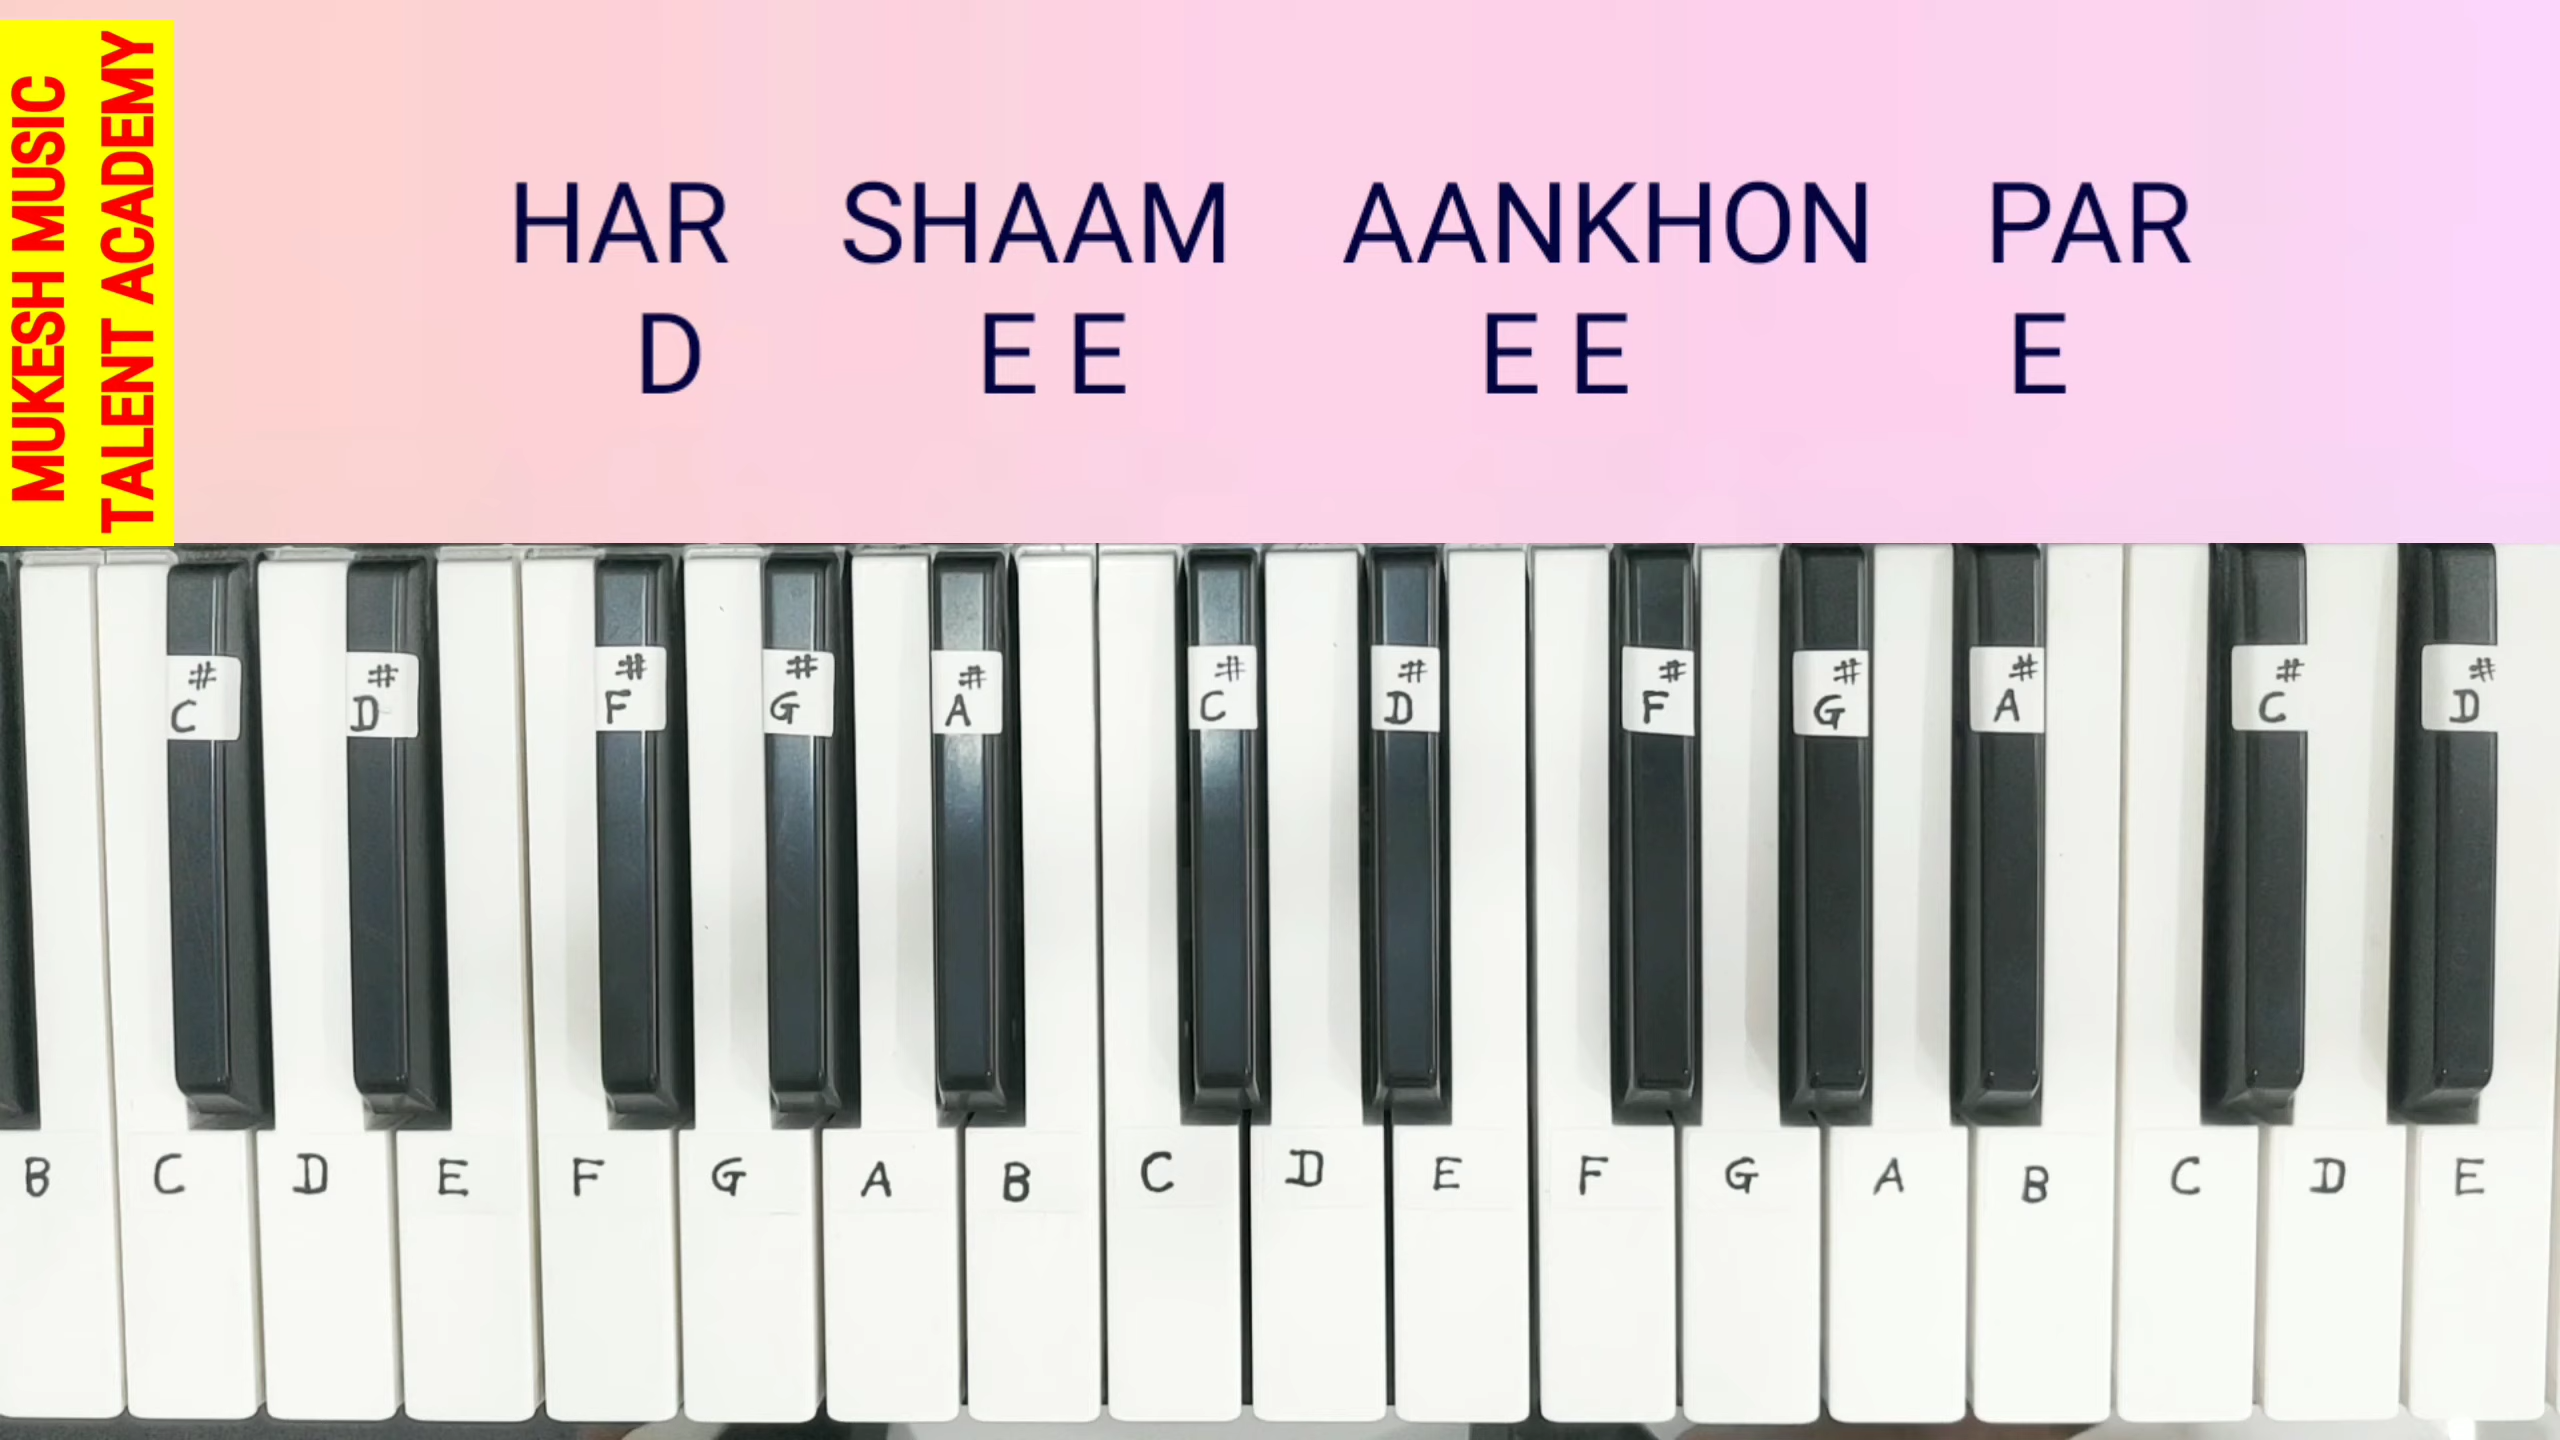 MUKESH MUSIC
TALENT ACADEMY
HAR SHAAM AANKHON PAR
D E E E E E
C# D# F# G# A# C# D# F# G# A# C# D#
B C D E F G A B C D E F G A B C D E